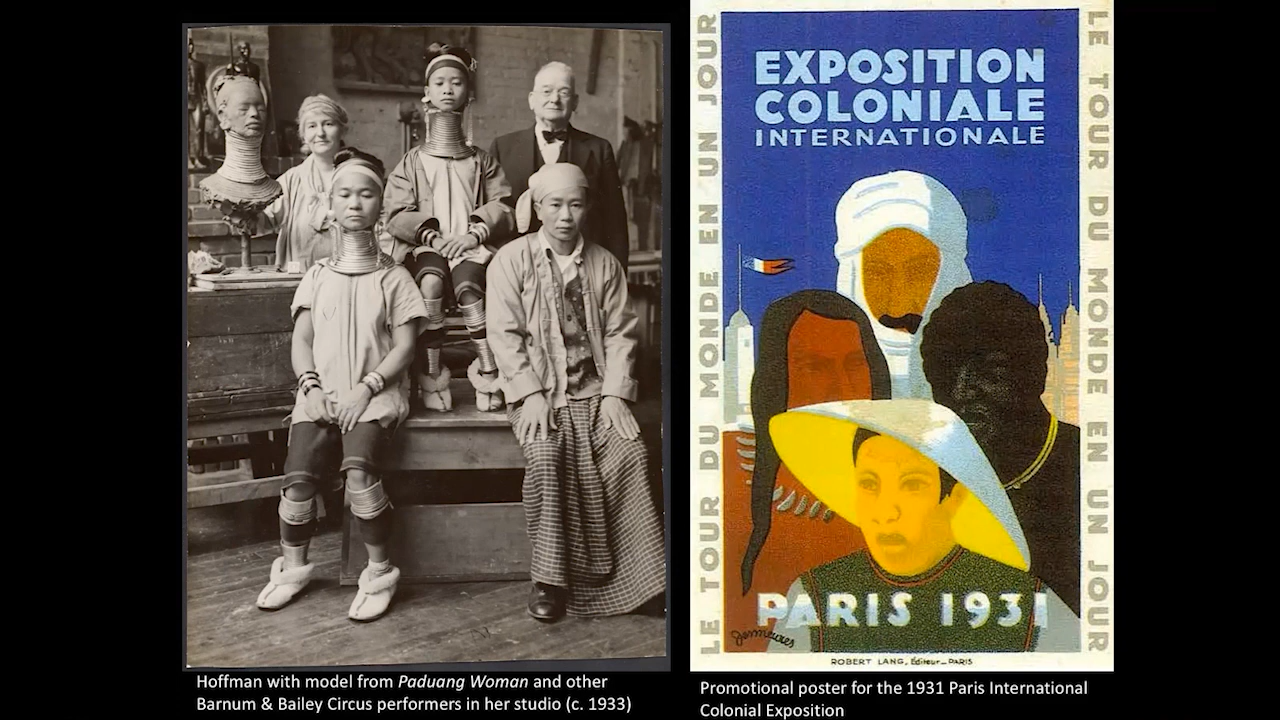 EXPOSITION
COLONIALE
INTERNATIONALE
LE TOUR DU MONDE EN UN JOUR
LE TOUR DU MONDE EN UN JOUR
PARIS 1931
ROBERT LANG, Éditeur_PARIS
Hoffman with model from Paduang Woman and other
Barnum & Bailey Circus performers in her studio (c. 1933)
Promotional poster for the 1931 Paris International
Colonial Exposition